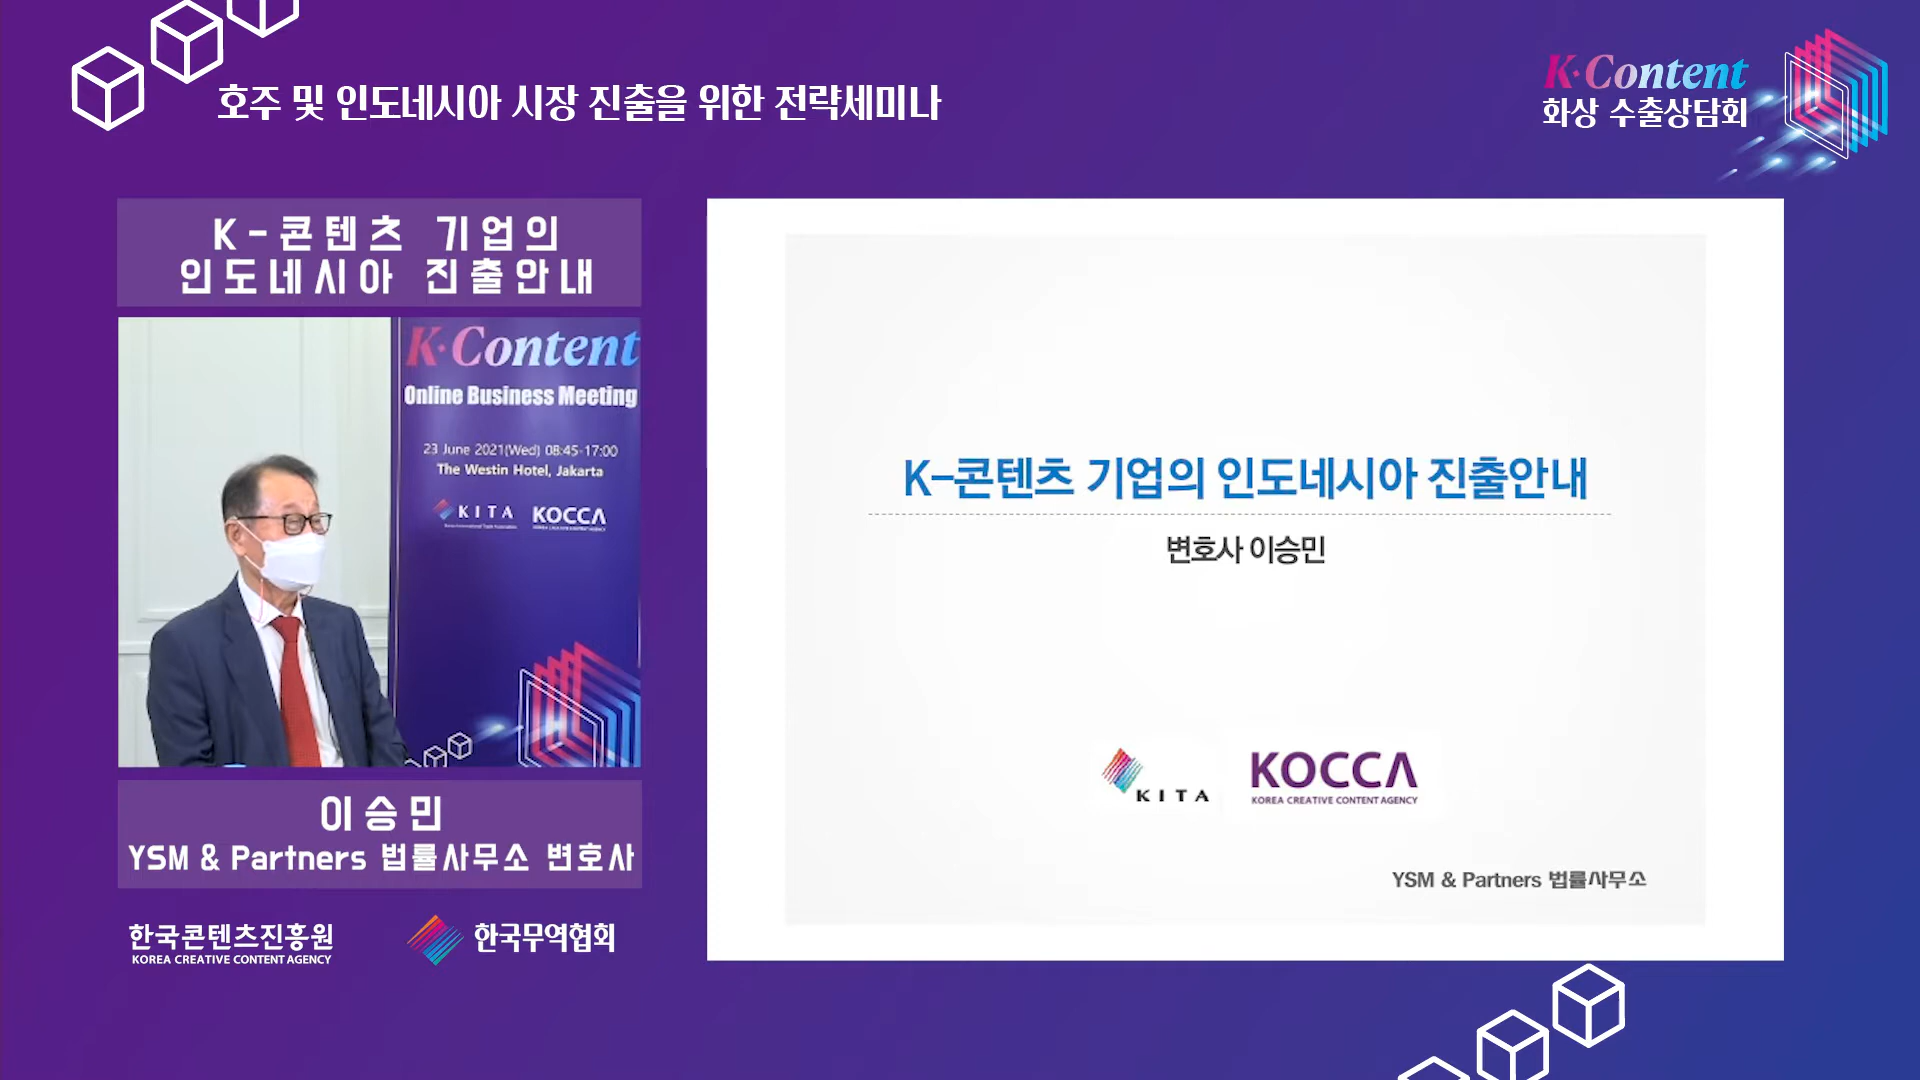 호주 및 인도네시아 시장 진출을 위한 전략세미나
K·Content
화상 수출상담회
K-콘텐츠 기업의
인도네시아 진출안내
K·Content
Online Business Meeting
23 June 2021(Wed) 08:45-17:00
The Westin Hotel, Jakarta
KITA
KOCCA
이승민
YSM & Partners 법률사무소 변호사
한국콘텐츠진흥원
KOREA CREATIVE CONTENT AGENCY
한국무역협회
K-콘텐츠 기업의 인도네시아 진출안내
변호사 이승민
KITA
KOCCA
KOREA CREATIVE CONTENT AGENCY
YSM & Partners 법률사무소